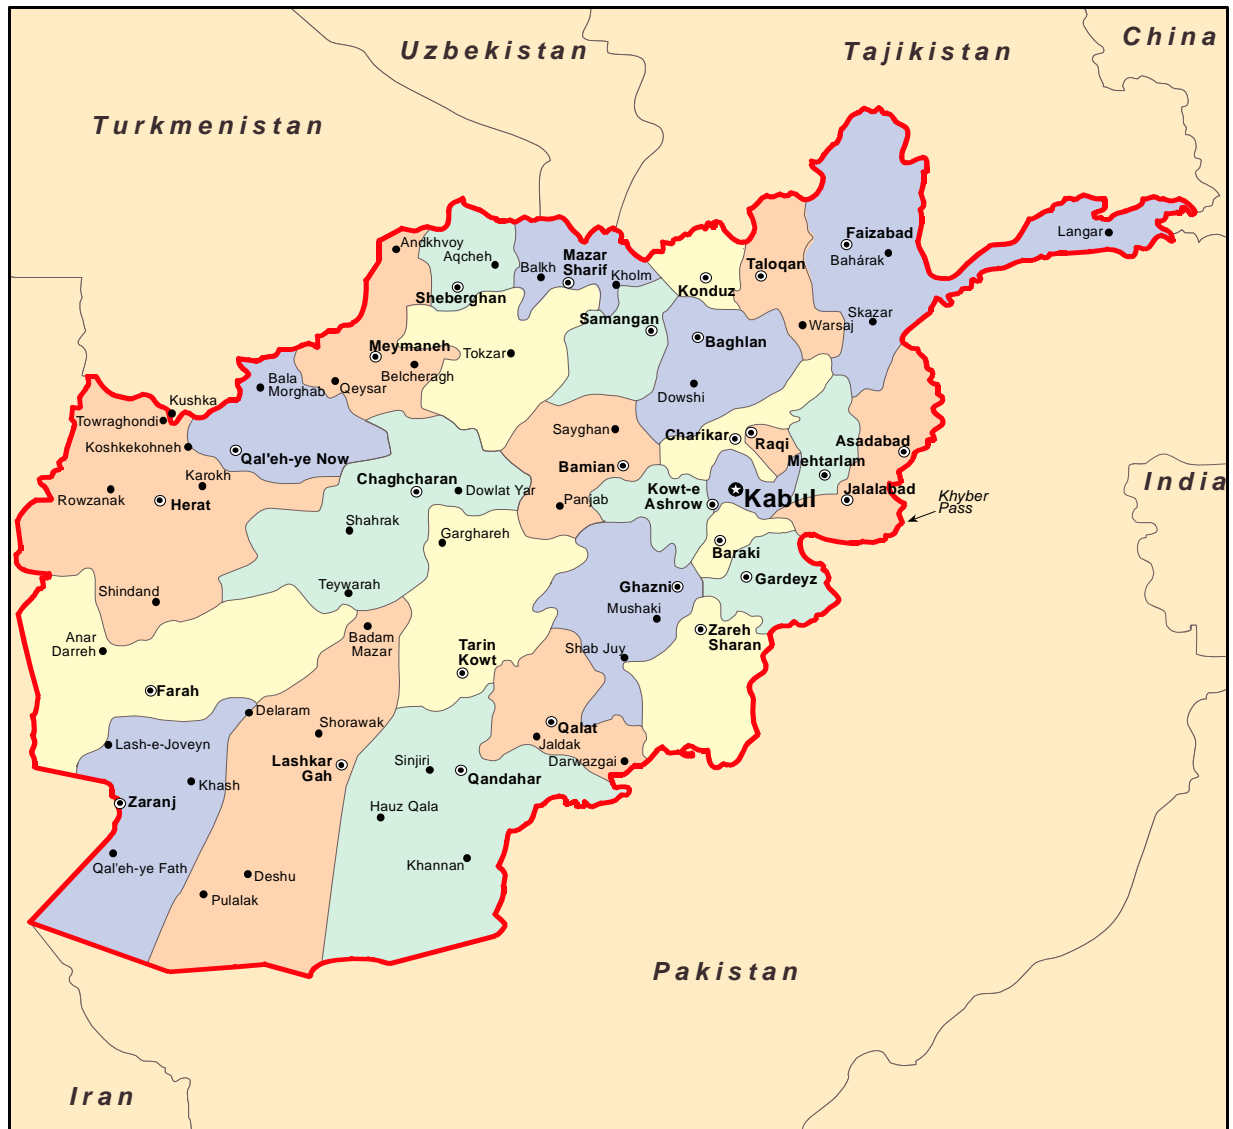 China
Uzbekistan
Tajikistan
Turkmenistan
Faizabad
Langar
Andkhvoy
Aqcheh
Mazar
Sharif
Bahárak
Balkh
Kholm
Taloqan
Sheberghan
Konduz
Skazar
Samangan
Warsaj
Meymaneh
Tokzar
Baghlan
Bala
Morghab
Qeysar
Belcheragh
Dowshi
Kushka
Towraghondi
Sayghan
Charikar
Raqi
Asadabad
Koshkekohneh
Qal'eh-ye Now
Bamian
Mehtarlam
Karokh
Chaghcharan
Dowlat Yar
Kowt-e
Ashrow
Kabul
Jalalabad
India
Rowzanak
Herat
Panjab
Khyber
Pass
Shahrak
Garghareh
Baraki
Teywarah
Ghazni
Gardeyz
Shindand
Mushaki
Anar
Darreh
Badam
Mazar
Tarin
Kowt
Shab Juy
Zareh
Sharan
Farah
Delaram
Shorawak
Qalat
Lash-e-Joveyn
Jaldak
Lashkar
Gah
Sinjiri
Darwazgai
Khash
Qandahar
Zaranj
Hauz Qala
Qal'eh-ye Fath
Khannan
Deshu
Pulalak
Pakistan
Iran